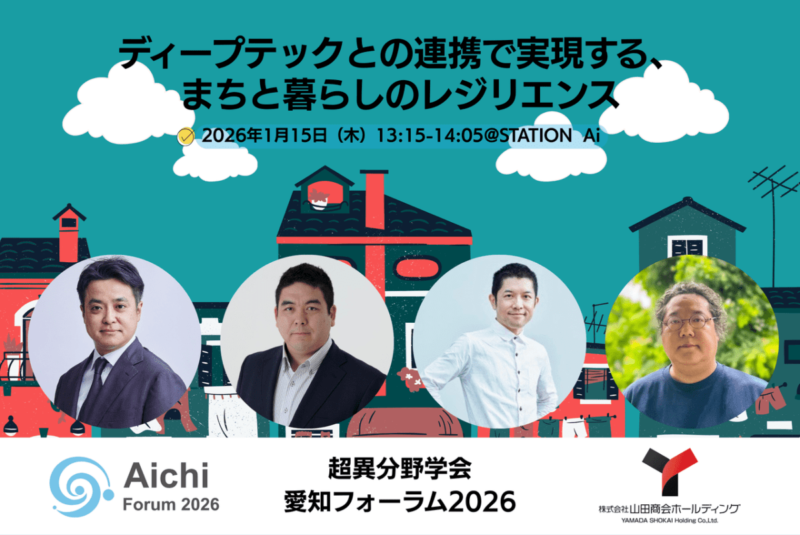 ディープテックとの連携で実現する、
まちと暮らしのレジリエンス
2026年1月15日（木）13:15-14:05@STATION Ai
Aichi
Forum 2026
超異分野学会
愛知フォーラム2026
株式会社山田商会ホールディング
YAMADA SHOKAI Holding Co.,Ltd.